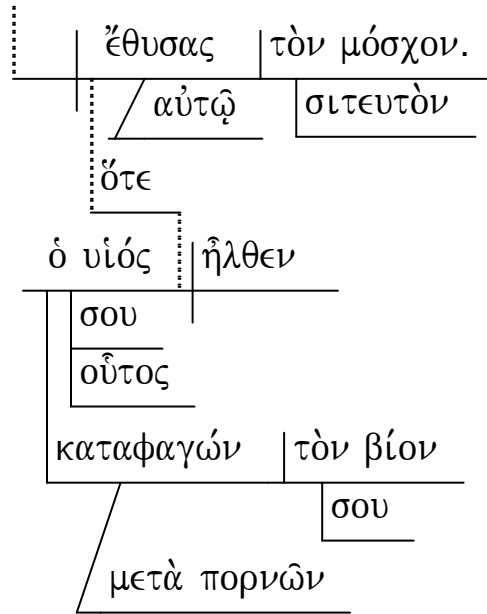 ἔθυσας τὸν μόσχον.
αὐτῷ σιτευτὸν
ὅτε
ὁ υἱός ἦλθεν
σου
οὗτος
καταφαγών τὸν βίον
σου
μετὰ πορνῶν